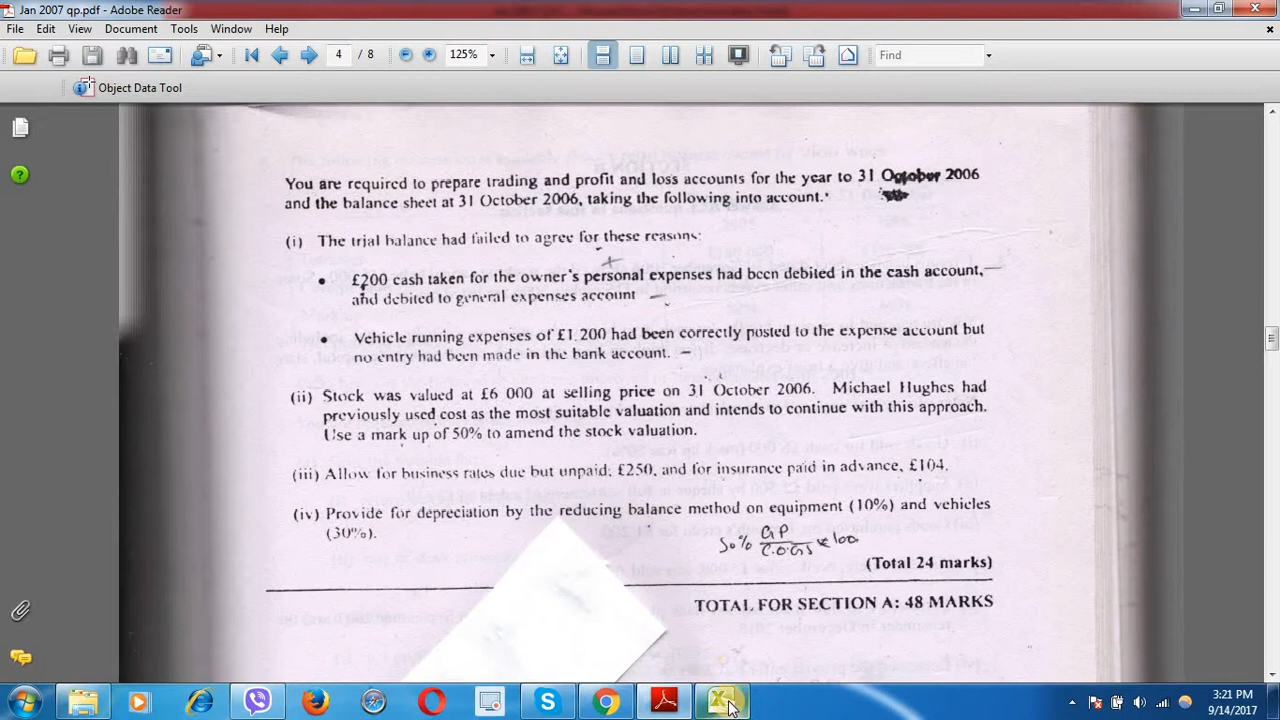 Jan 2007 qp.pdf - Adobe Reader
File Edit View Document Tools Window Help
4 / 8 125% Find
Object Data Tool
You are required to prepare trading and profit and loss accounts for the year to 31 October 2006
and the balance sheet at 31 October 2006, taking the following into account.
(i) The trial balance had failed to agree for these reasons:
+
• £200 cash taken for the owner's personal expenses had been debited in the cash account, —
and debited to general expenses account —
• Vehicle running expenses of £1 200 had been correctly posted to the expense account but
no entry had been made in the bank account. —
(ii) Stock was valued at £6 000 at selling price on 31 October 2006. Michael Hughes had
previously used cost as the most suitable valuation and intends to continue with this approach.
Use a mark up of 50% to amend the stock valuation.
(iii) Allow for business rates due but unpaid, £250, and for insurance paid in advance, £104.
(iv) Provide for depreciation by the reducing balance method on equipment (10%) and vehicles
(30%).
50% GP
C.O.GS × 100
(Total 24 marks)
TOTAL FOR SECTION A: 48 MARKS
3:21 PM
9/14/2017